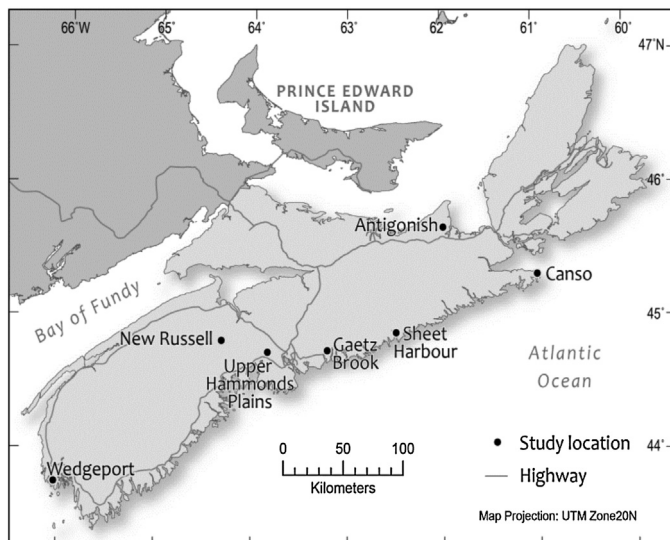 66°W 65° 64° 63° 62° 61° 60°
47°N
PRINCE EDWARD
ISLAND
46°
Antigonish
Canso
45°
Bay of Fundy
New Russell
Upper
Hammonds
Plains
Gaetz
Brook
Sheet
Harbour
Atlantic
Ocean
44°
Wedgeport
0 50 100
Kilometers
Study location
Highway
Map Projection: UTM Zone20N